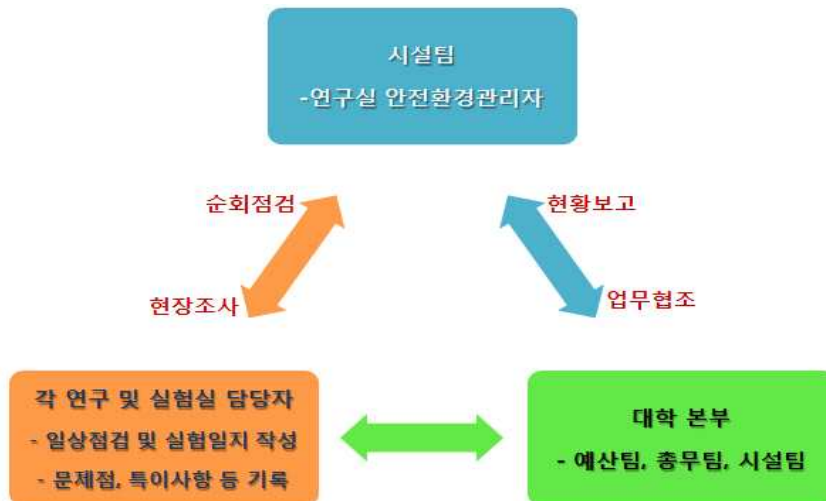 시설팀
-연구실 안전환경관리자
순회점검
현황보고
현장조사
업무협조
각 연구 및 실험실 담당자
- 일상점검 및 실험일지 작성
- 문제점, 특이사항 등 기록
대학 본부
- 예산팀, 총무팀, 시설팀